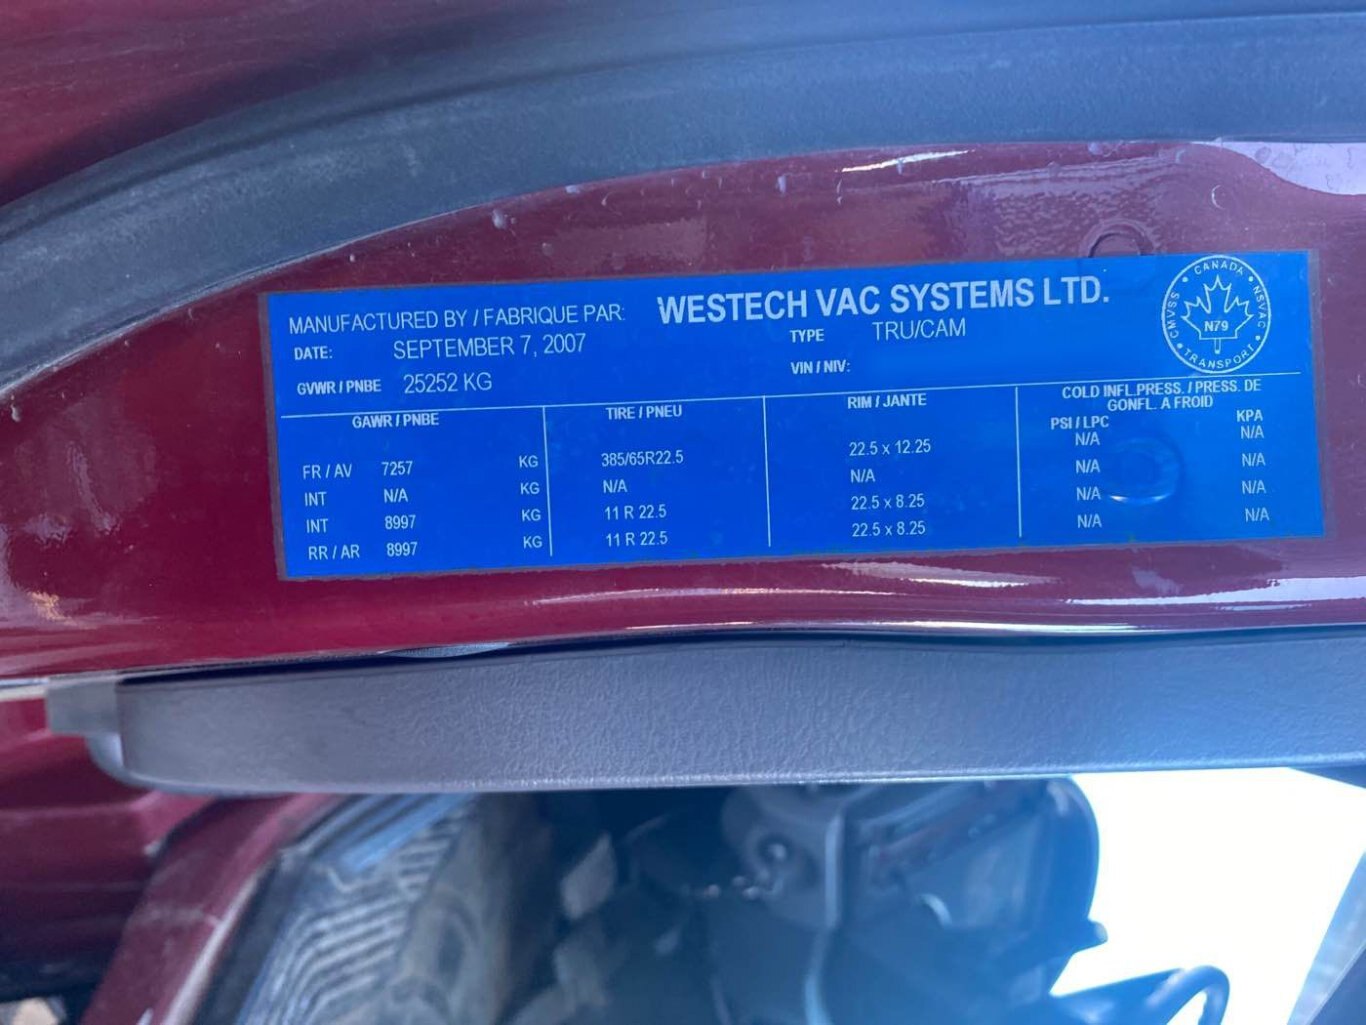 MANUFACTURED BY / FABRIQUE PAR: WESTECH VAC SYSTEMS LTD.
DATE: SEPTEMBER 7, 2007 TYPE TRU/CAM
GVWR / PNBE 25252 KG VIN / NIV:
CANADA
CMVSS NSVAC
N79
TRANSPORT
GAWR / PNBE TIRE / PNEU RIM / JANTE COLD INFL.PRESS. / PRESS. DE
GONFL. A FROID
PSI / LPC KPA
FR / AV 7257 KG 385/65R22.5 22.5 x 12.25 N/A N/A
INT N/A KG N/A N/A N/A N/A
INT 8997 KG 11 R 22.5 22.5 x 8.25 N/A N/A
RR / AR 8997 KG 11 R 22.5 22.5 x 8.25 N/A N/A